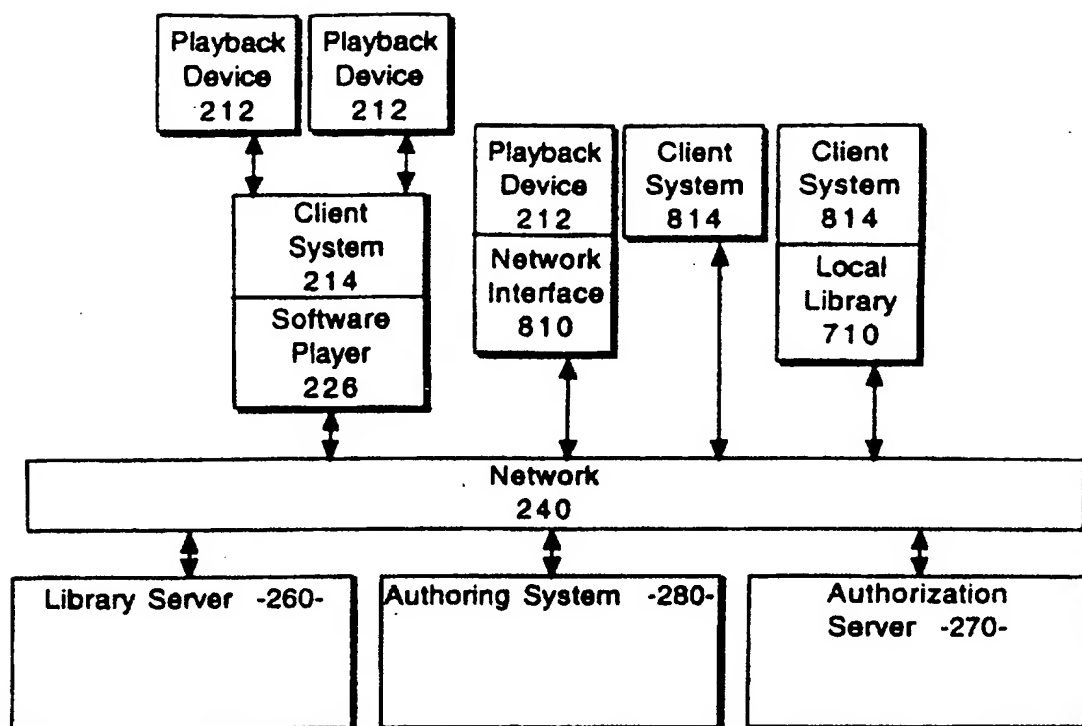 Playback
Device
212
Playback
Device
212
Playback
Device
212
Network
Interface
810
Client
System
814
Client
System
814
Local
Library
710
Client
System
214
Software
Player
226
Network
240
Library Server -260-
Authoring System -280-
Authorization
Server -270-